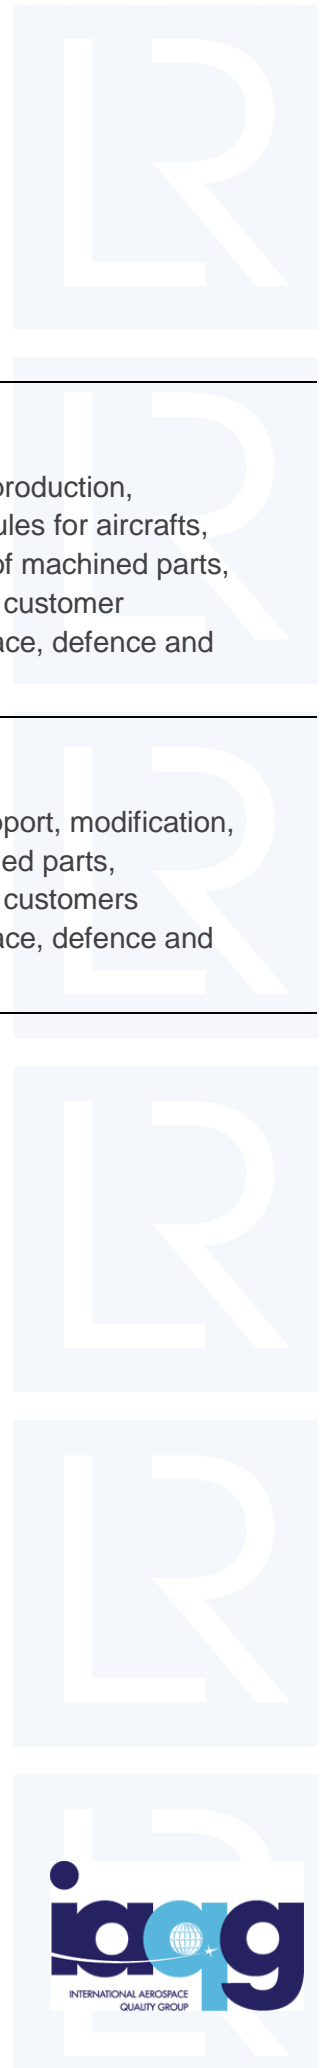 production,
ules for aircrafts,
of machined parts,
customer
ace, defence and
pport, modification,
ed parts,
customers
ace, defence and
iaqg
INTERNATIONAL AEROSPACE
QUALITY GROUP